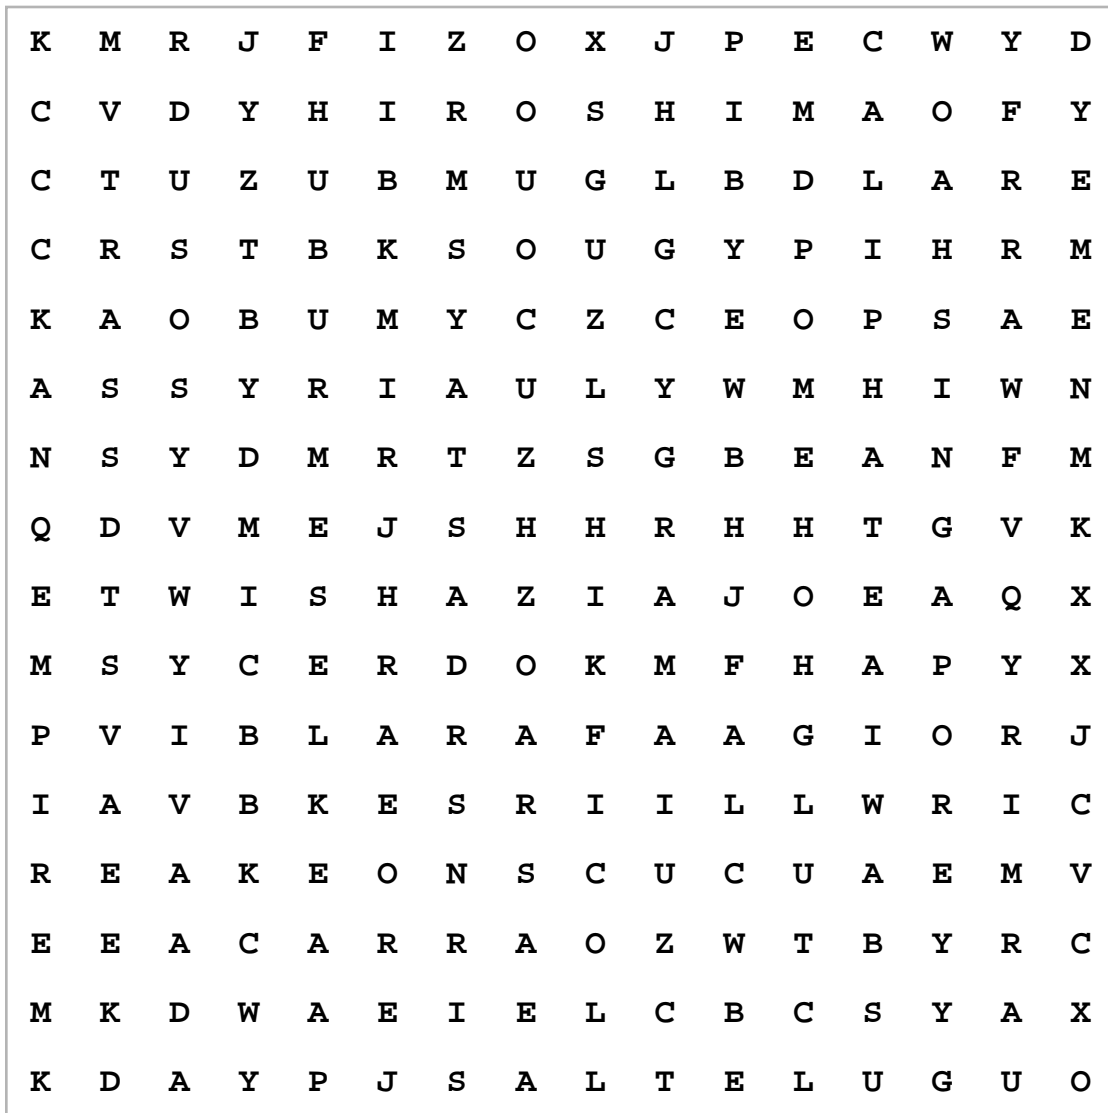 K M R J F I Z O X J P E C W Y D
C V D Y H I R O S H I M A O F Y
C T U Z U B M U G L B D L A R E
C R S T B K S O U G Y P I H R M
K A O B U M Y C Z C E O P S A E
A S S Y R I A U L Y W M H I W N
N S Y D M R T Z S G B E A N F M
Q D V M E J S H H R H H T G V K
E T W I S H A Z I A J O E A Q X
M S Y C E R D O K M F H A P Y X
P V I B L A R A F A A G I O R J
I A V B K E S R I I L L W R I C
R E A K E O N S C U C U A E M V
E E A C A R R A O Z W T B Y R C
M K D W A E I E L C B C S Y A X
K D A Y P J S A L T E L U G U O